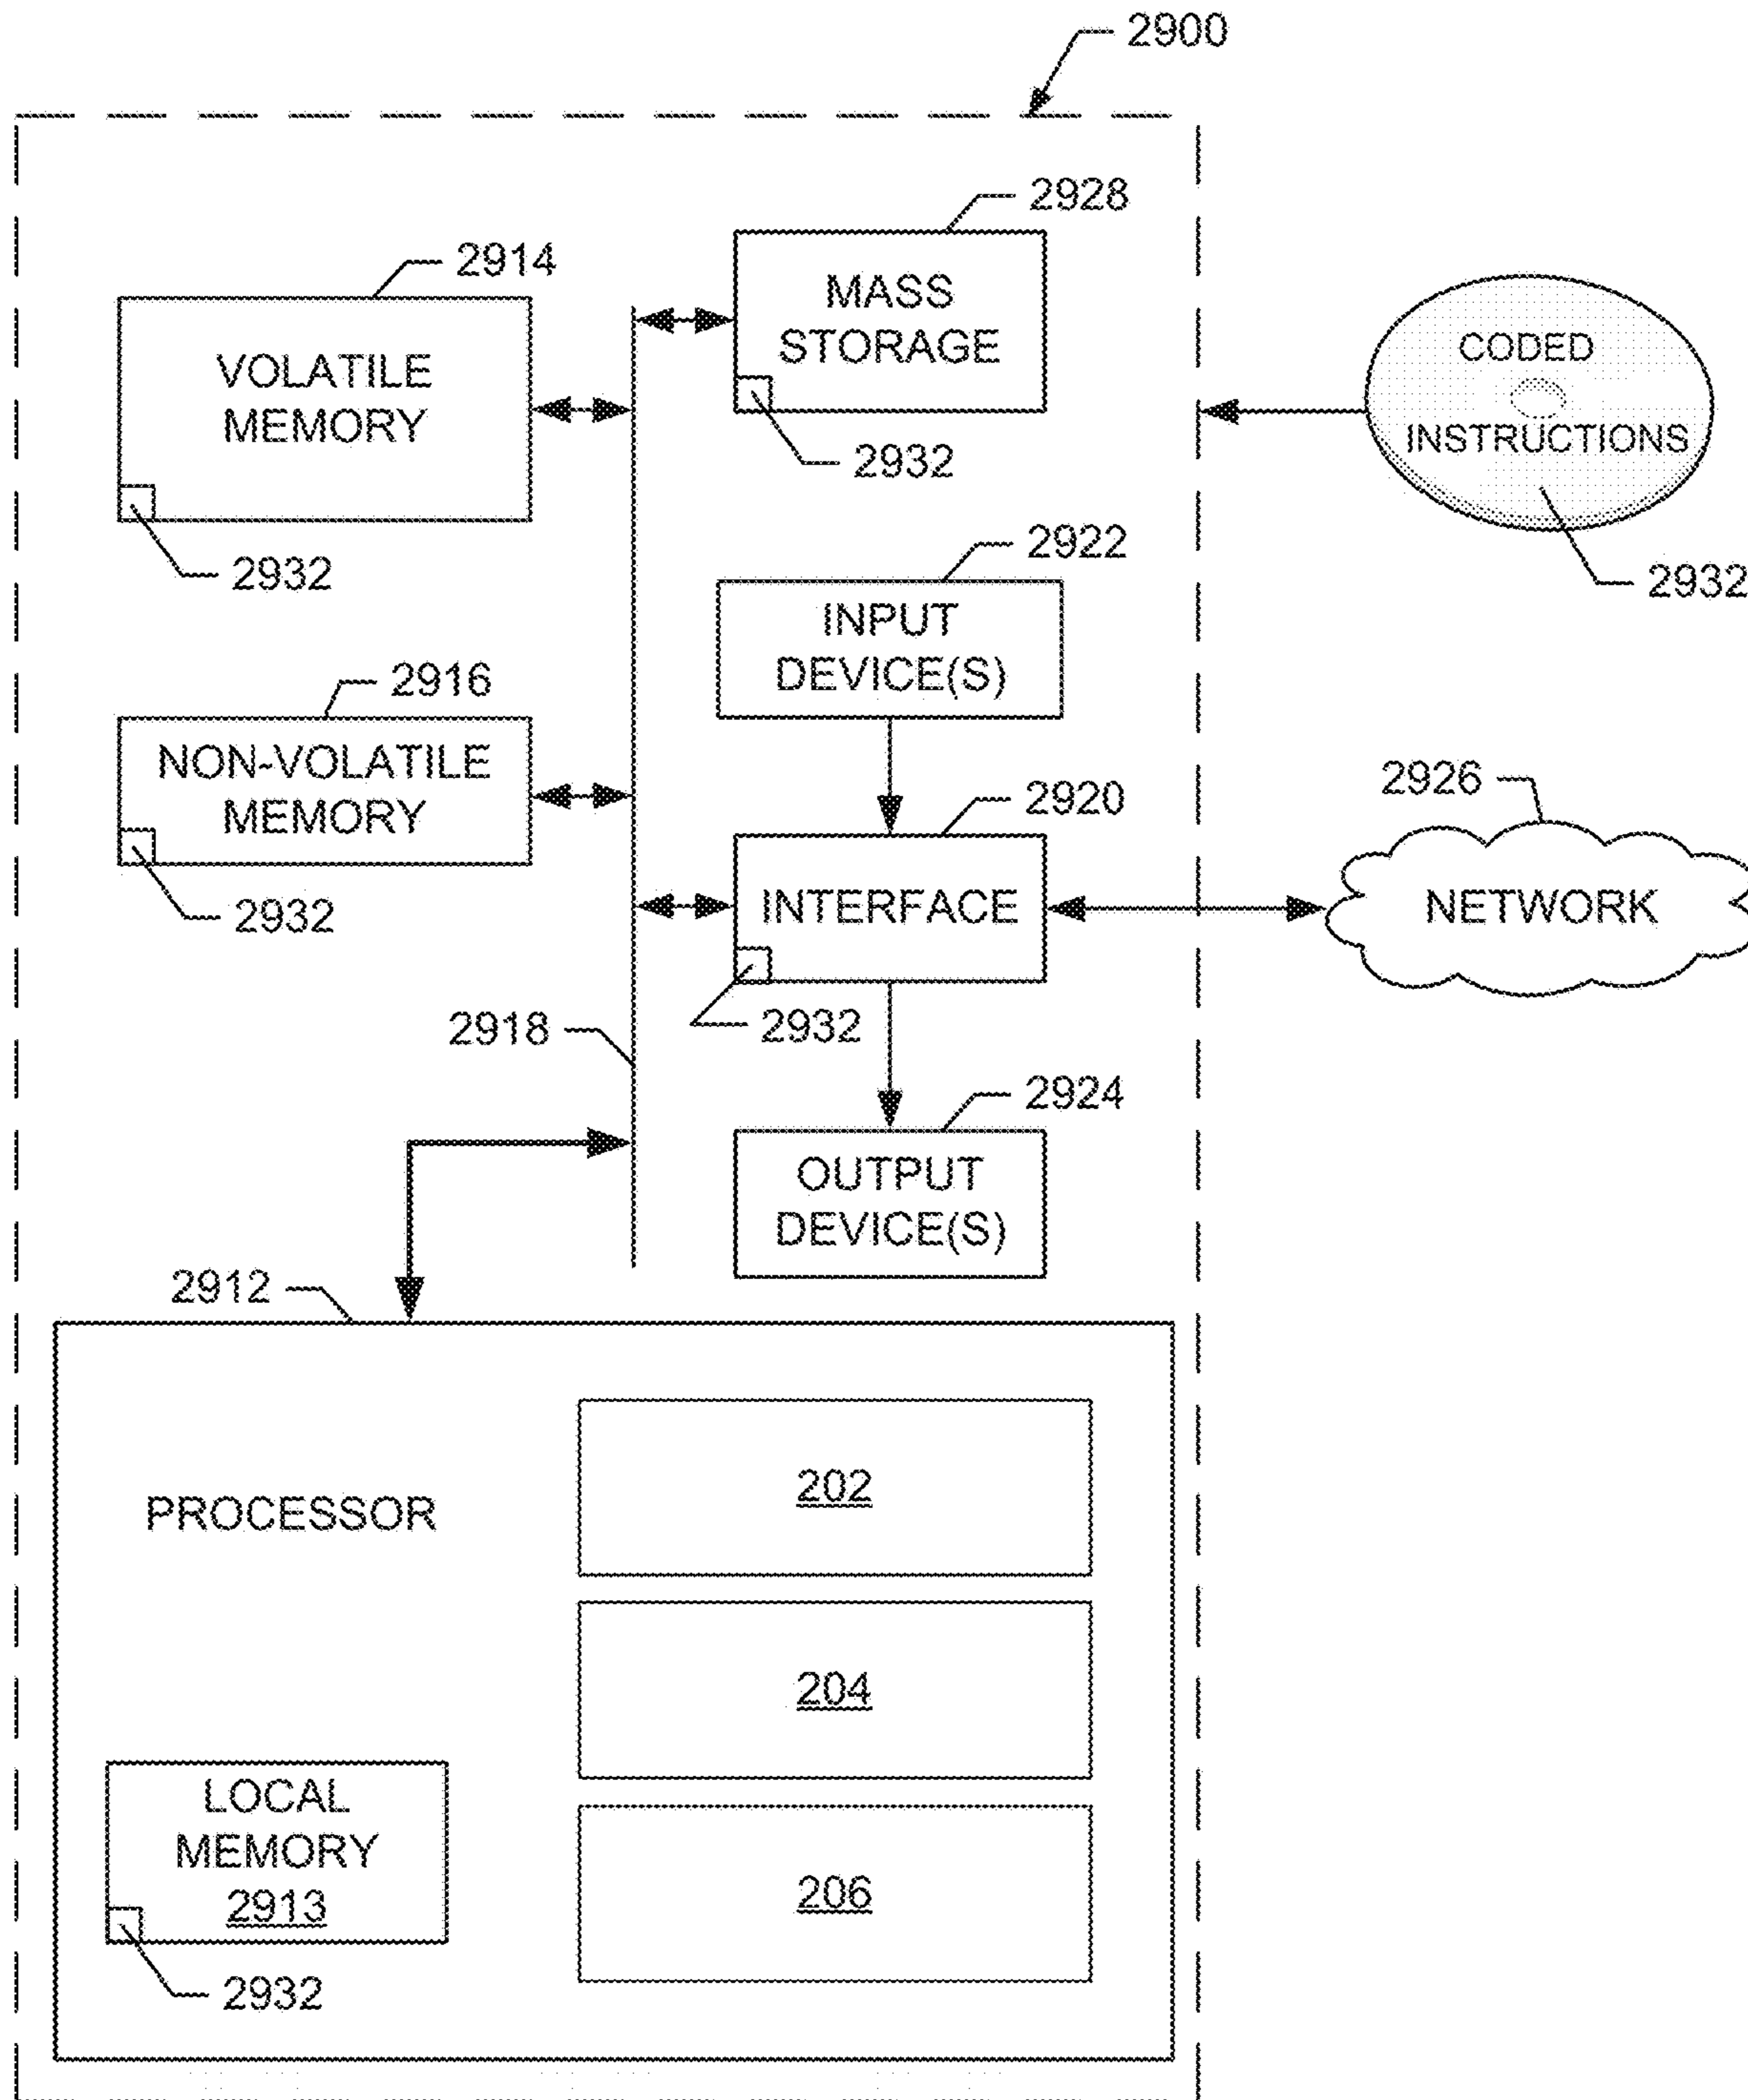 2900
2928
2914
MASS
STORAGE
VOLATILE
MEMORY
CODED
INSTRUCTIONS
2932
2932
2932
2922
INPUT
DEVICE(S)
2916
NON-VOLATILE
MEMORY
2920
2926
INTERFACE
NETWORK
2932
2918
2932
2924
OUTPUT
DEVICE(S)
2912
202
PROCESSOR
204
LOCAL
MEMORY
2913
206
2932